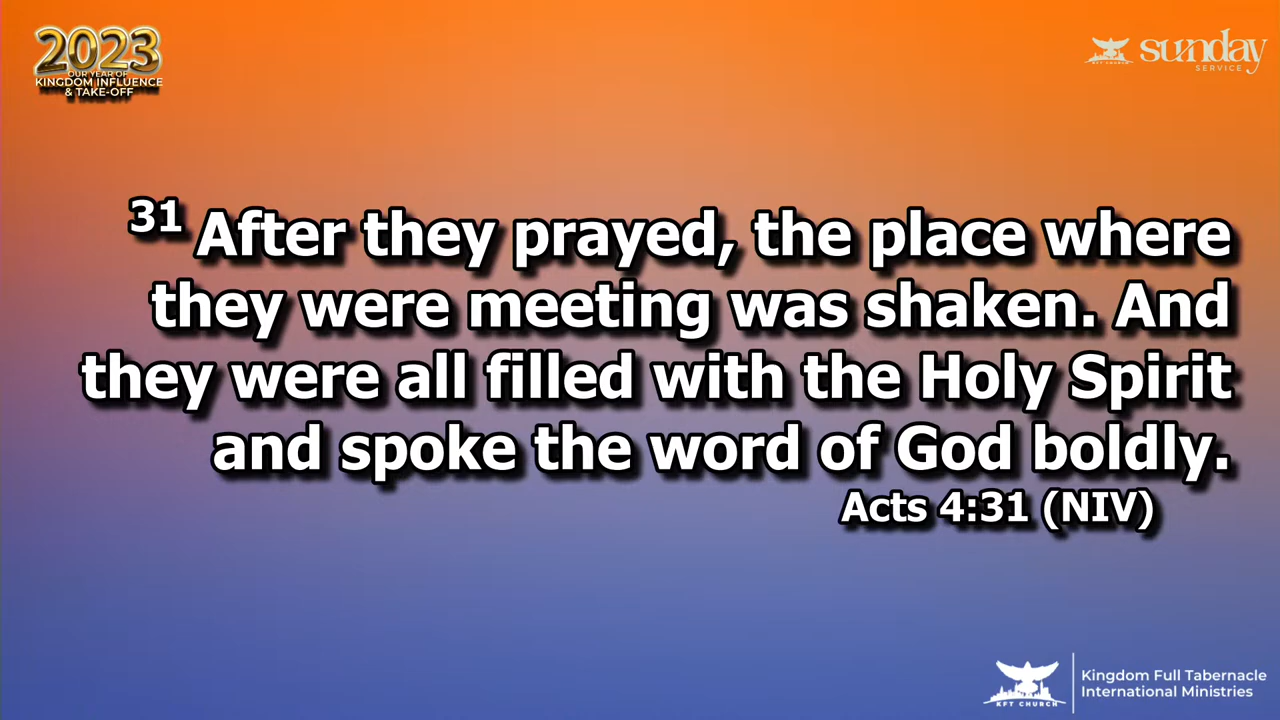 2023
OUR YEAR OF
KINGDOM INFLUENCE
& TAKE-OFF
KFT CHURCH
sunday
SERVICE
31 After they prayed, the place where
they were meeting was shaken. And
they were all filled with the Holy Spirit
and spoke the word of God boldly.
Acts 4:31 (NIV)
KFT CHURCH
Kingdom Full Tabernacle
International Ministries